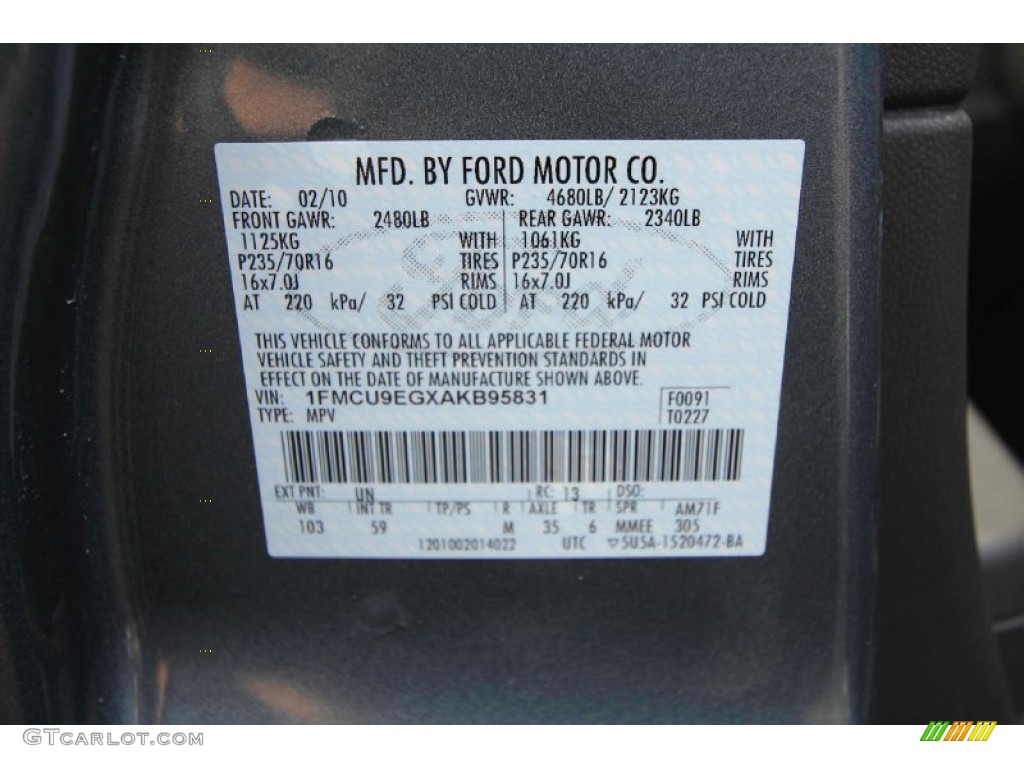 MFD. BY FORD MOTOR CO.
DATE: 02/10 GVWR: 4680LB/ 2123KG
FRONT GAWR: 2480LB REAR GAWR: 2340LB
1125KG WITH 1061KG WITH
P235/70R16 TIRES P235/70R16 TIRES
16x7.0J RIMS 16x7.0J RIMS
AT 220 kPa/ 32 PSI COLD AT 220 kPa/ 32 PSI COLD
THIS VEHICLE CONFORMS TO ALL APPLICABLE FEDERAL MOTOR
VEHICLE SAFETY AND THEFT PREVENTION STANDARDS IN
EFFECT ON THE DATE OF MANUFACTURE SHOWN ABOVE.
VIN: 1FMCU9EGXAKB95831 F0091
TYPE: MPV T0227
EXT PNT: UN RC: 13 DSO:
WB INT TR TP/PS R AXLE TR SPR AM71F
103 59 M 35 6 MMEE 305
1201002014022 UTC ▽5U5A-1520472-BA
GTCarlot.com